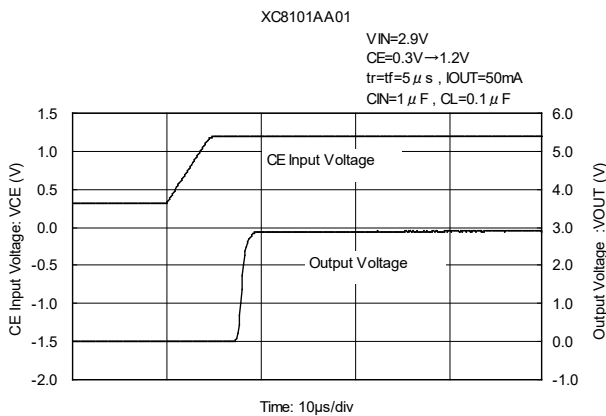 XC8101AA01
VIN=2.9V
CE=0.3V→1.2V
tr=tf=5μs , IOUT=50mA
CIN=1μF , CL=0.1μF
1.5
1.0
0.5
0.0
-0.5
-1.0
-1.5
-2.0
CE Input Voltage: VCE (V)
CE Input Voltage
Output Voltage
6.0
5.0
4.0
3.0
2.0
1.0
0.0
-1.0
Output Voltage :VOUT (V)
Time: 10μs/div